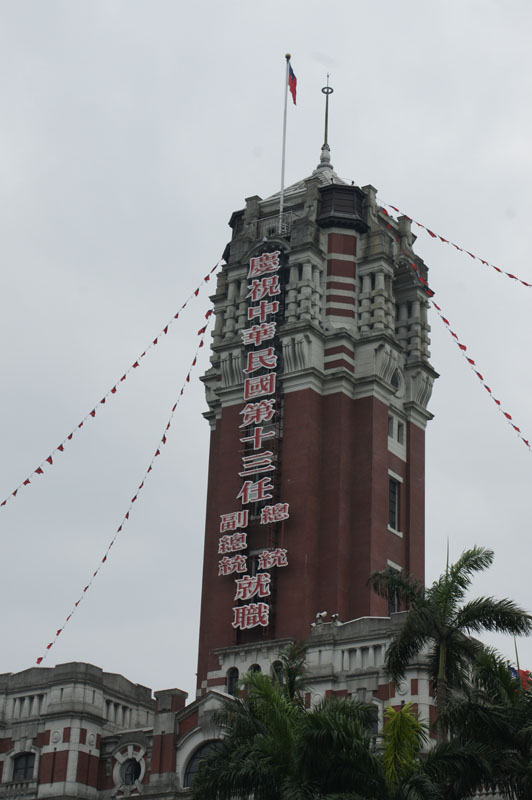 慶祝中華民國第十三任
總統
副總統
就職